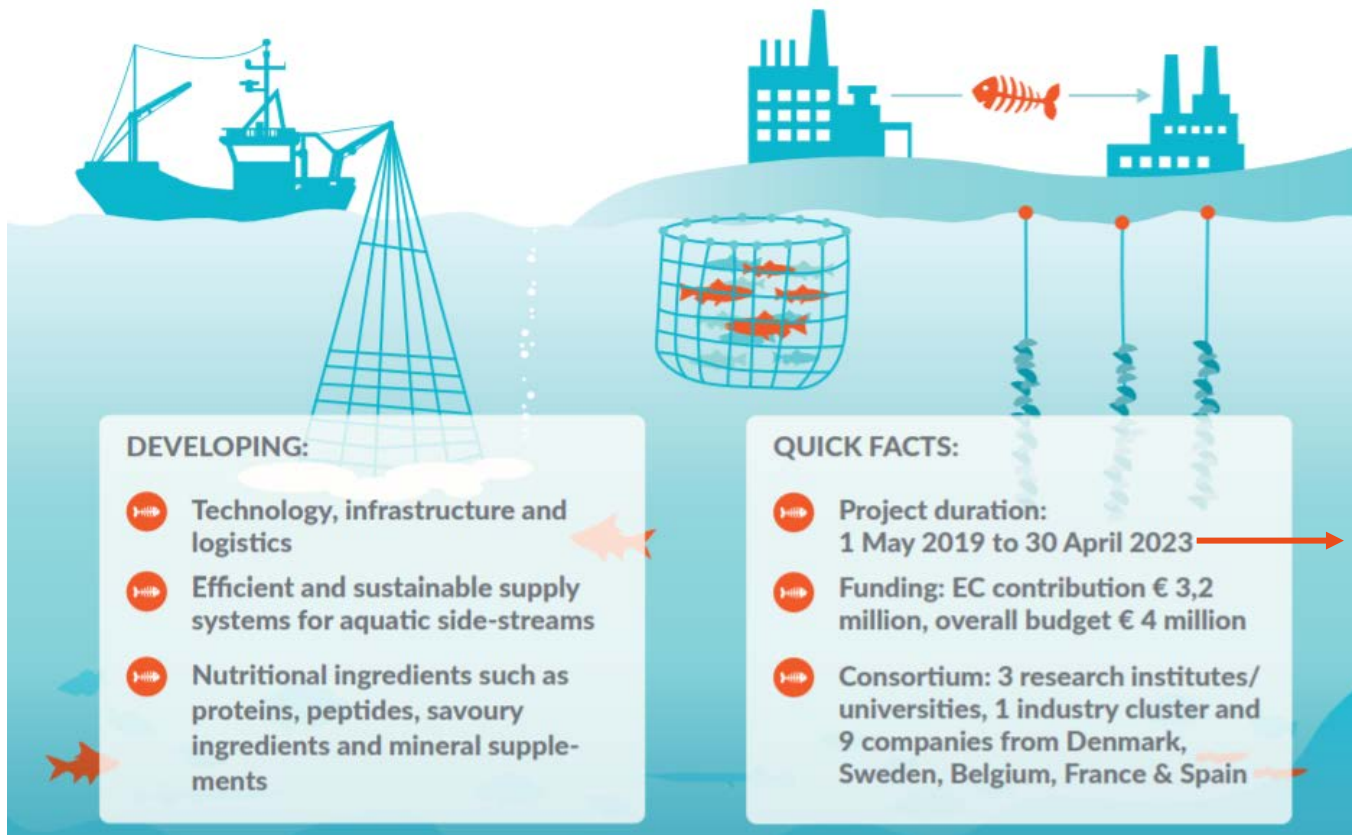 DEVELOPING:
Technology, infrastructure and
logistics
Efficient and sustainable supply
systems for aquatic side-streams
Nutritional ingredients such as
proteins, peptides, savoury
ingredients and mineral supple-
ments
QUICK FACTS:
Project duration:
1 May 2019 to 30 April 2023
Funding: EC contribution € 3,2
million, overall budget € 4 million
Consortium: 3 research institutes/
universities, 1 industry cluster and
9 companies from Denmark,
Sweden, Belgium, France & Spain